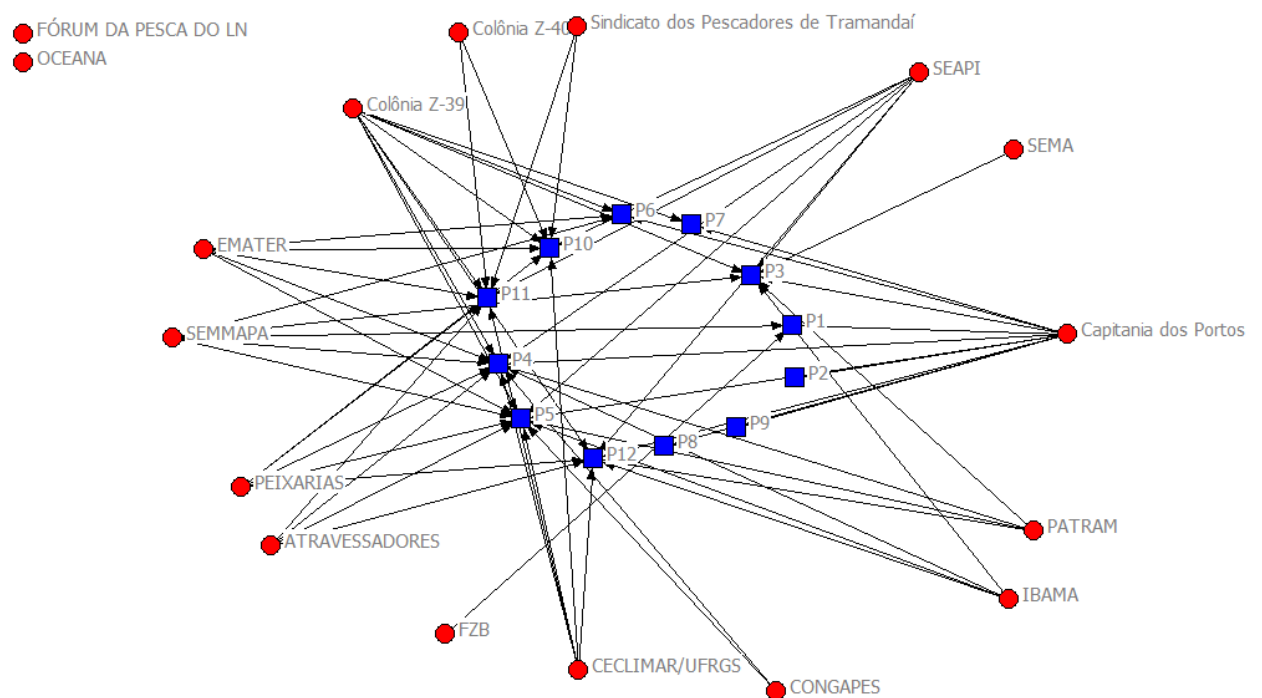 FÓRUM DA PESCA DO LN
OCEANA
Colônia Z-40
Sindicato dos Pescadores de Tramandaí
SEAPI
Colônia Z-39
SEMA
P6
P7
EMATER
P10
P3
P11
P1
SEMMAPA
Capitania dos Portos
P4
P2
P5
P9
P8
P12
PEIXARIAS
PATRAM
ATRAVESSADORES
IBAMA
FZB
CECLIMAR/UFRGS
CONGAPES